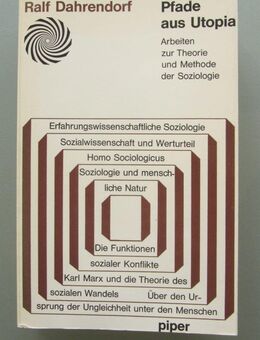 Ralf Dahrendorf
Pfade
aus Utopia
Arbeiten
zur Theorie
und Methode
der Soziologie
Erfahrungswissenschaftliche Soziologie
Sozialwissenschaft und Werturteil
Homo Sociologicus
Soziologie und mensch-
liche Natur
Die Funktionen
sozialer Konflikte
Karl Marx und die Theorie des
sozialen Wandels Über den Ur-
sprung der Ungleichheit unter den Menschen
piper